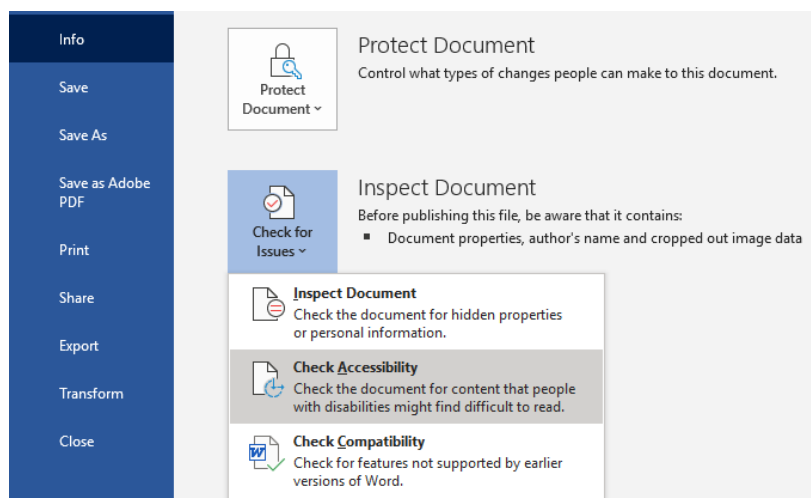 Info
Save
Save As
Save as Adobe
PDF
Print
Share
Export
Transform
Close
Protect
Document
Protect Document
Control what types of changes people can make to this document.
Check for
Issues
Inspect Document
Before publishing this file, be aware that it contains:
Document properties, author's name and cropped out image data
Inspect Document
Check the document for hidden properties
or personal information.
Check Accessibility
Check the document for content that people
with disabilities might find difficult to read.
Check Compatibility
Check for features not supported by earlier
versions of Word.